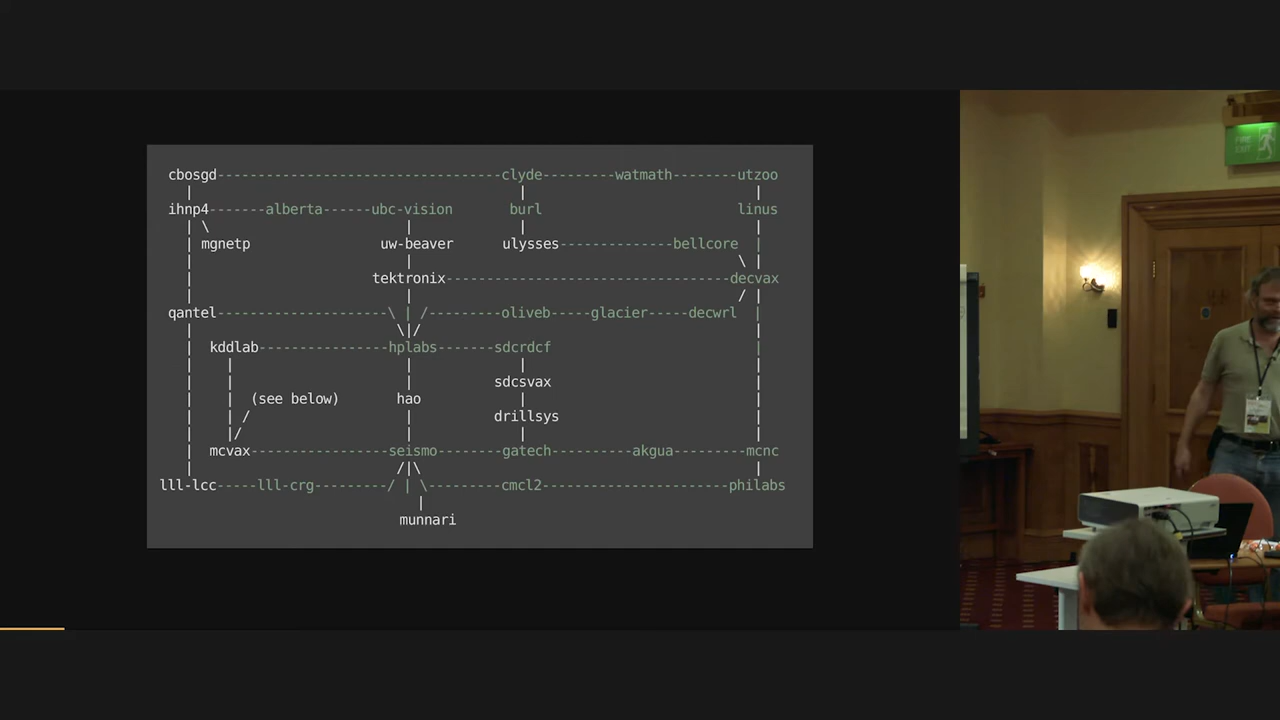 cbosgd-----------------------------------clyde---------watmath--------utzoo
  |                                         |                            |
ihnp4-------alberta------ubc-vision       burl                        linus
  | \                         |             |                            |
  | mgnetp                uw-beaver      ulysses--------------bellcore   |
  |                           |                                      \ |
  |                      tektronix-----------------------------------decvax
  |                           |                                      / |
qantel---------------------\ | /---------oliveb-----glacier-----decwrl  |
  |                         \|/                                          |
  |  kddlab----------------hplabs-------sdcrdcf                          |
  |    |                      |             |                            |
  |    |                      |          sdcsvax                         |
  |    |  (see below)        hao            |                            |
  |    | /                    |          drillsys                        |
  |    |/                     |             |                            |
  |  mcvax-----------------seismo--------gatech----------akgua---------mcnc
  |                         /|\                                          |
lll-lcc-----lll-crg---------/ | \---------cmcl2-----------------------philabs
                               |
                            munnari
FIRE EXIT